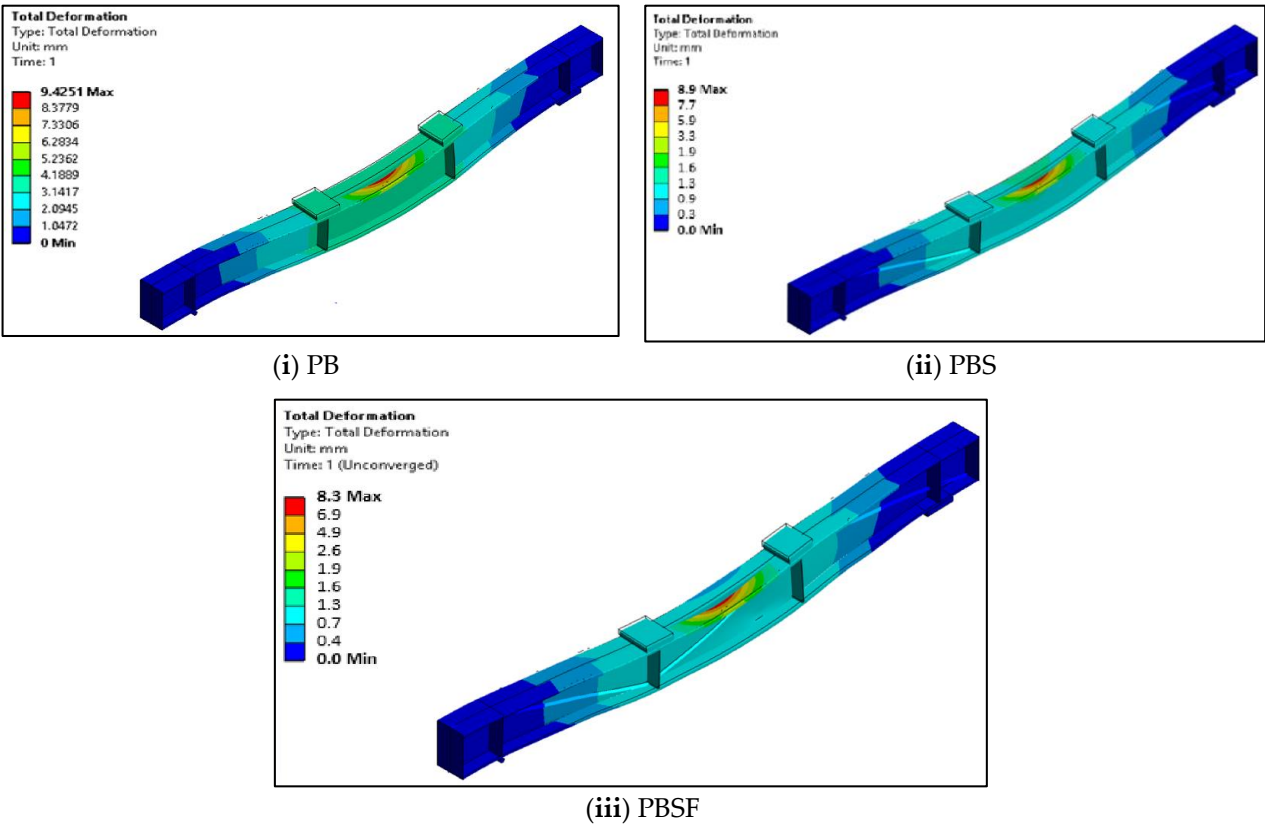 Total Deformation
Type: Total Deformation
Unit: mm
Time: 1
9.4251 Max
8.3779
7.3306
6.2834
5.2362
4.1889
3.1417
2.0945
1.0472
0 Min
(i) PB
Total Deformation
Type: Total Deformation
Unit: mm
Time: 1
8.9 Max
7.7
5.9
3.3
1.9
1.6
1.3
0.9
0.3
0.0 Min
(ii) PBS
Total Deformation
Type: Total Deformation
Unit: mm
Time: 1 (Unconverged)
8.3 Max
6.9
4.9
2.6
1.9
1.6
1.3
0.7
0.4
0.0 Min
(iii) PBSF